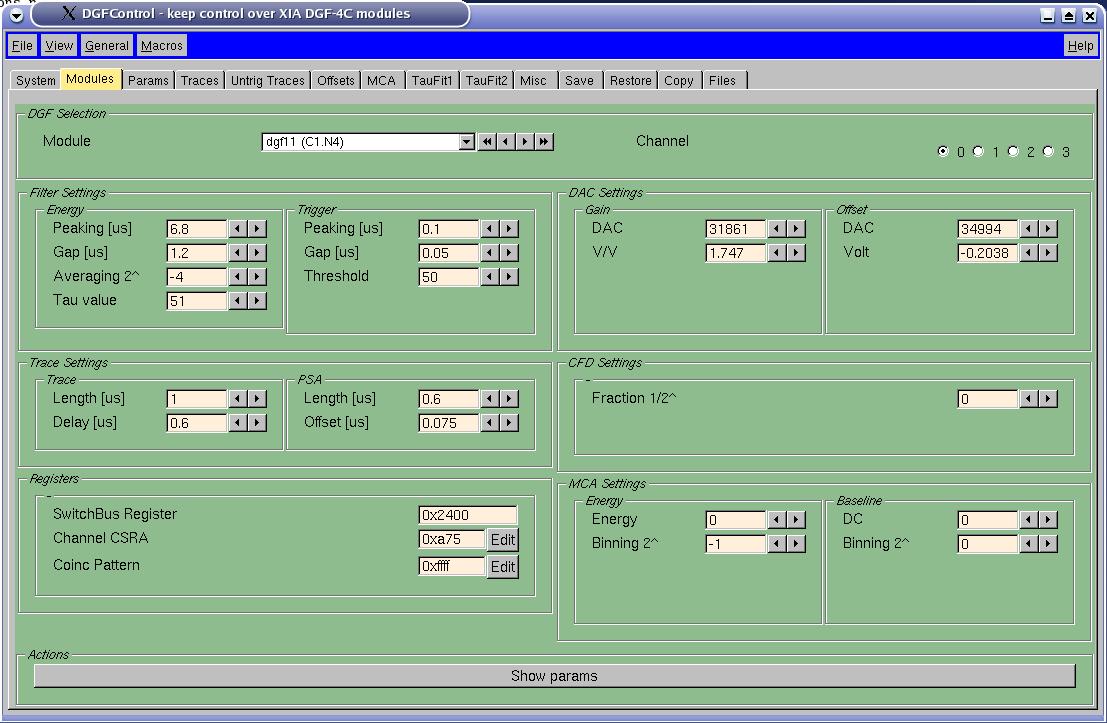 DGFControl - keep control over XIA DGF-4C modules
File View General Macros Help
System Modules Params Traces Untrig Traces Offsets MCA TauFit1 TauFit2 Misc Save Restore Copy Files
DGF Selection
Module dgf11 (C1.N4) Channel 0 1 2 3
Filter Settings
Energy
Peaking [us] 6.8
Gap [us] 1.2
Averaging 2^ -4
Tau value 51
Trigger
Peaking [us] 0.1
Gap [us] 0.05
Threshold 50
DAC Settings
Gain
DAC 31861
V/V 1.747
Offset
DAC 34994
Volt -0.2038
Trace Settings
Trace
Length [us] 1
Delay [us] 0.6
PSA
Length [us] 0.6
Offset [us] 0.075
CFD Settings
-
Fraction 1/2^ 0
Registers
-
SwitchBus Register 0x2400
Channel CSRA 0xa75 Edit
Coinc Pattern 0xffff Edit
MCA Settings
Energy
Energy 0
Binning 2^ -1
Baseline
DC 0
Binning 2^ 0
Actions
Show params